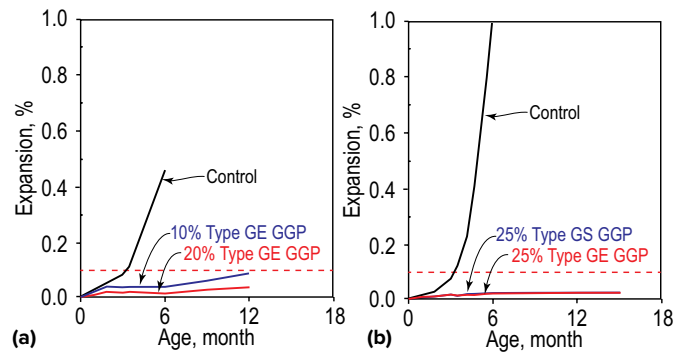 1.0
0.8
0.6
0.4
0.2
0.0
Expansion, %
Control
10% Type GE GGP
20% Type GE GGP
0
6
12
18
Age, month
(a)
1.0
0.8
0.6
0.4
0.2
0.0
Expansion, %
Control
25% Type GS GGP
25% Type GE GGP
0
6
12
18
Age, month
(b)